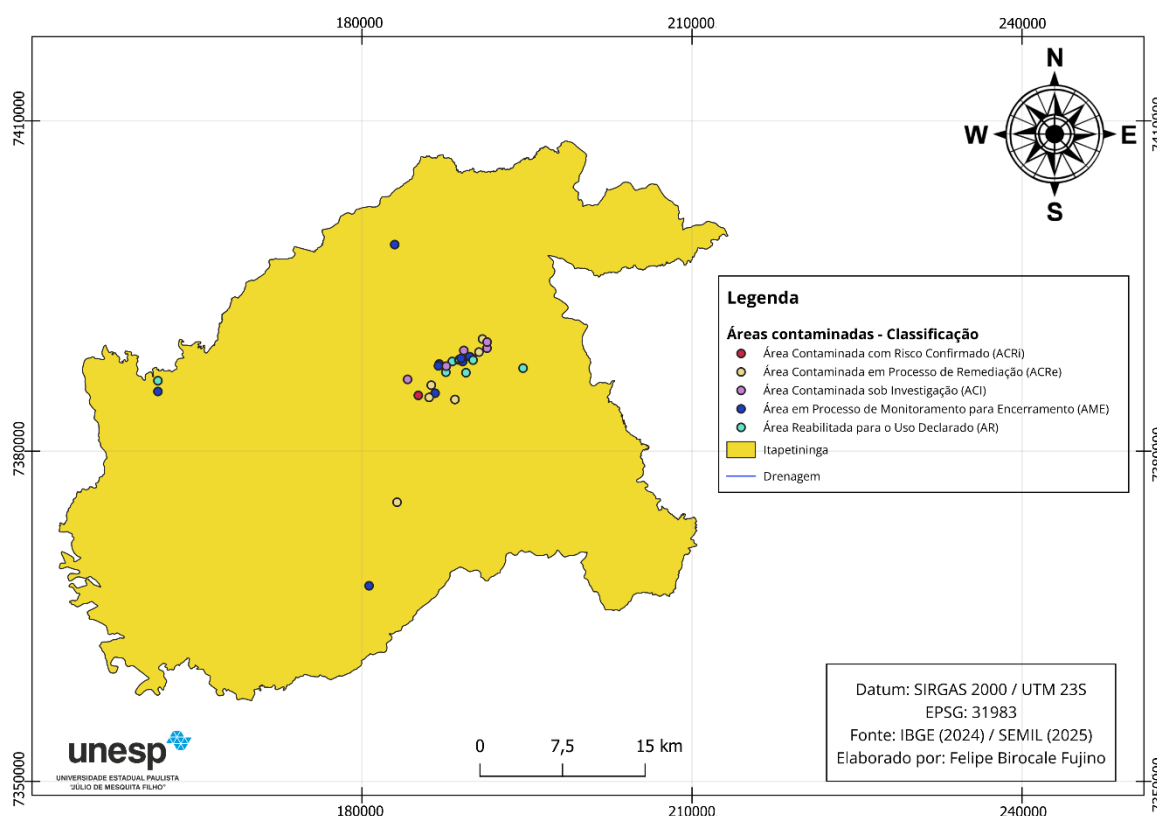 180000
210000
240000
7410000
7410000
N
W
E
S
Legenda
Áreas contaminadas - Classificação
Área Contaminada com Risco Confirmado (ACRi)
Área Contaminada em Processo de Remediação (ACRe)
Área Contaminada sob Investigação (ACI)
Área em Processo de Monitoramento para Encerramento (AME)
Área Reabilitada para o Uso Declarado (AR)
Itapetininga
Drenagem
7380000
7380000
Datum: SIRGAS 2000 / UTM 23S
EPSG: 31983
Fonte: IBGE (2024) / SEMIL (2025)
Elaborado por: Felipe Birocale Fujino
unesp
UNIVERSIDADE ESTADUAL PAULISTA
"JÚLIO DE MESQUITA FILHO"
0
7,5
15 km
7350000
7350000
180000
210000
240000